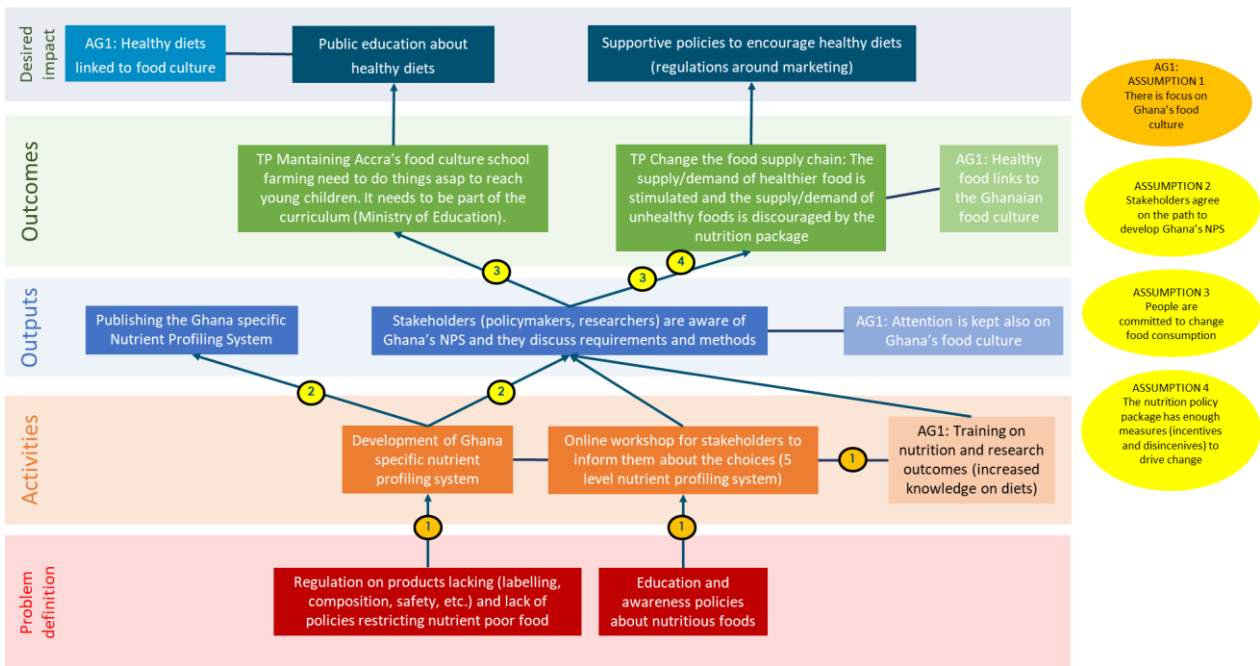 Desired
impact
AG1: Healthy diets
linked to food culture
Public education about
healthy diets
Supportive policies to encourage healthy diets
(regulations around marketing)
Outcomes
TP Mantaining Accra's food culture school
farming need to do things asap to reach
young children. It needs to be part of the
curriculum (Ministry of Education).
TP Change the food supply chain: The
supply/demand of healthier food is
stimulated and the supply/demand of
unhealthy foods is discouraged by the
nutrition package
AG1: Healthy
food links to
the Ghanaian
food culture
3
3
4
Outputs
Publishing the Ghana specific
Nutrient Profiling System
Stakeholders (policymakers, researchers) are aware of
Ghana's NPS and they discuss requirements and methods
AG1: Attention is kept also on
Ghana's food culture
2
2
Activities
Development of Ghana
specific nutrient
profiling system
Online workshop for stakeholders to
inform them about the choices (5
level nutrient profiling system)
1
AG1: Training on
nutrition and research
outcomes (increased
knowledge on diets)
1
1
Problem
definition
Regulation on products lacking (labelling,
composition, safety, etc.) and lack of
policies restricting nutrient poor food
Education and
awareness policies
about nutritious foods
AG1:
ASSUMPTION 1
There is focus on
Ghana's food
culture
ASSUMPTION 2
Stakeholders agree
on the path to
develop Ghana's NPS
ASSUMPTION 3
People are
committed to change
food consumption
ASSUMPTION 4
The nutrition policy
package has enough
measures (incentives
and disincenives) to
drive change